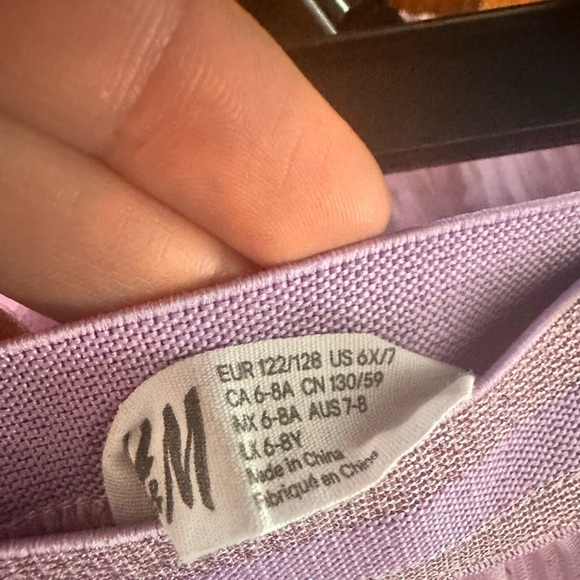 H&M
EUR 122/128 US 6X/7
CA 6-8A CN 130/59
MX 6-8A AUS 7-8
LX 6-8Y
Made in China
Fabriqué en Chine